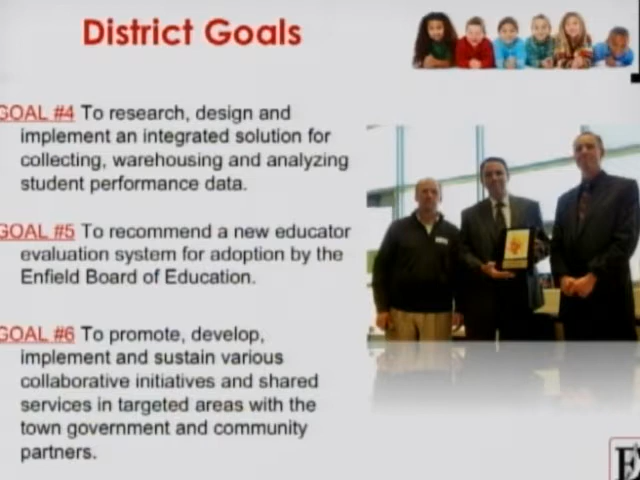 District Goals
GOAL #4 To research, design and
implement an integrated solution for
collecting, warehousing and analyzing
student performance data.
GOAL #5 To recommend a new educator
evaluation system for adoption by the
Enfield Board of Education.
GOAL #6 To promote, develop,
implement and sustain various
collaborative initiatives and shared
services in targeted areas with the
town government and community
partners.
E